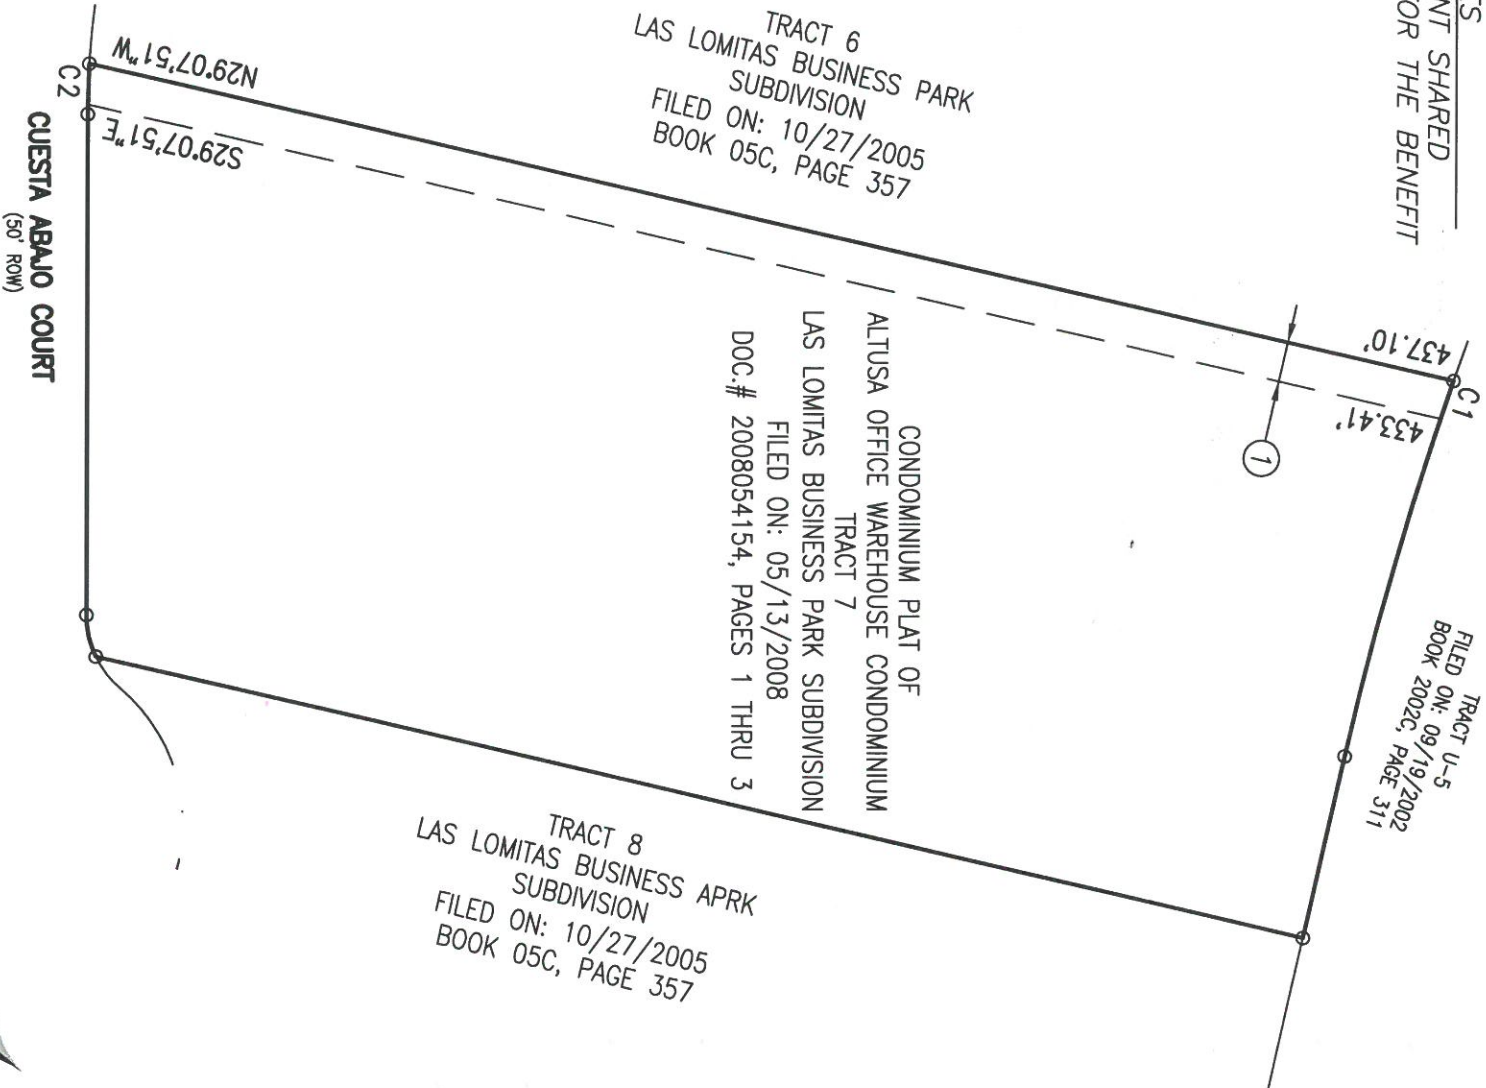 ES
NT SHARED
FOR THE BENEFIT
TRACT 6
LAS LOMITAS BUSINESS PARK
SUBDIVISION
FILED ON: 10/27/2005
BOOK 05C, PAGE 357
N29°07'51"W
S29°07'51"E
C2
CUESTA ABAJO COURT
(50' ROW)
437.10'
433.41'
C1
1
CONDOMINIUM PLAT OF
ALTUSA OFFICE WAREHOUSE CONDOMINIUM
TRACT 7
LAS LOMITAS BUSINESS PARK SUBDIVISION
FILED ON: 05/13/2008
DOC.# 2008054154, PAGES 1 THRU 3
TRACT U-5
FILED ON: 09/19/2002
BOOK 2002C, PAGE 311
TRACT 8
LAS LOMITAS BUSINESS APRK
SUBDIVISION
FILED ON: 10/27/2005
BOOK 05C, PAGE 357